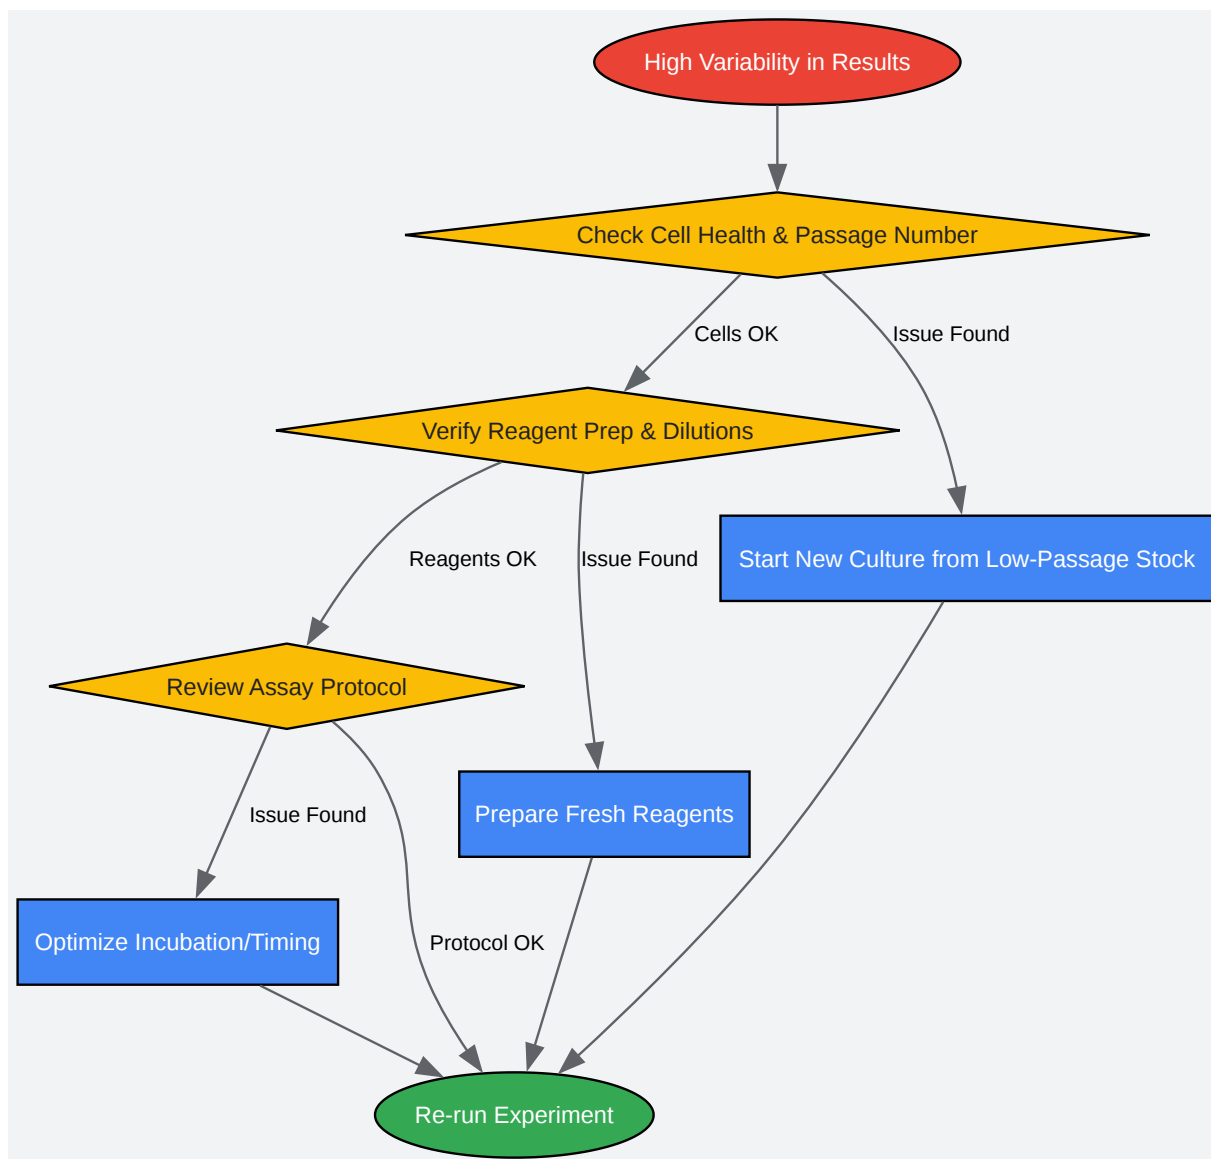 High Variability in Results
Check Cell Health & Passage Number
Cells OK
Issue Found
Verify Reagent Prep & Dilutions
Reagents OK
Issue Found
Start New Culture from Low-Passage Stock
Review Assay Protocol
Issue Found
Prepare Fresh Reagents
Optimize Incubation/Timing
Protocol OK
Re-run Experiment